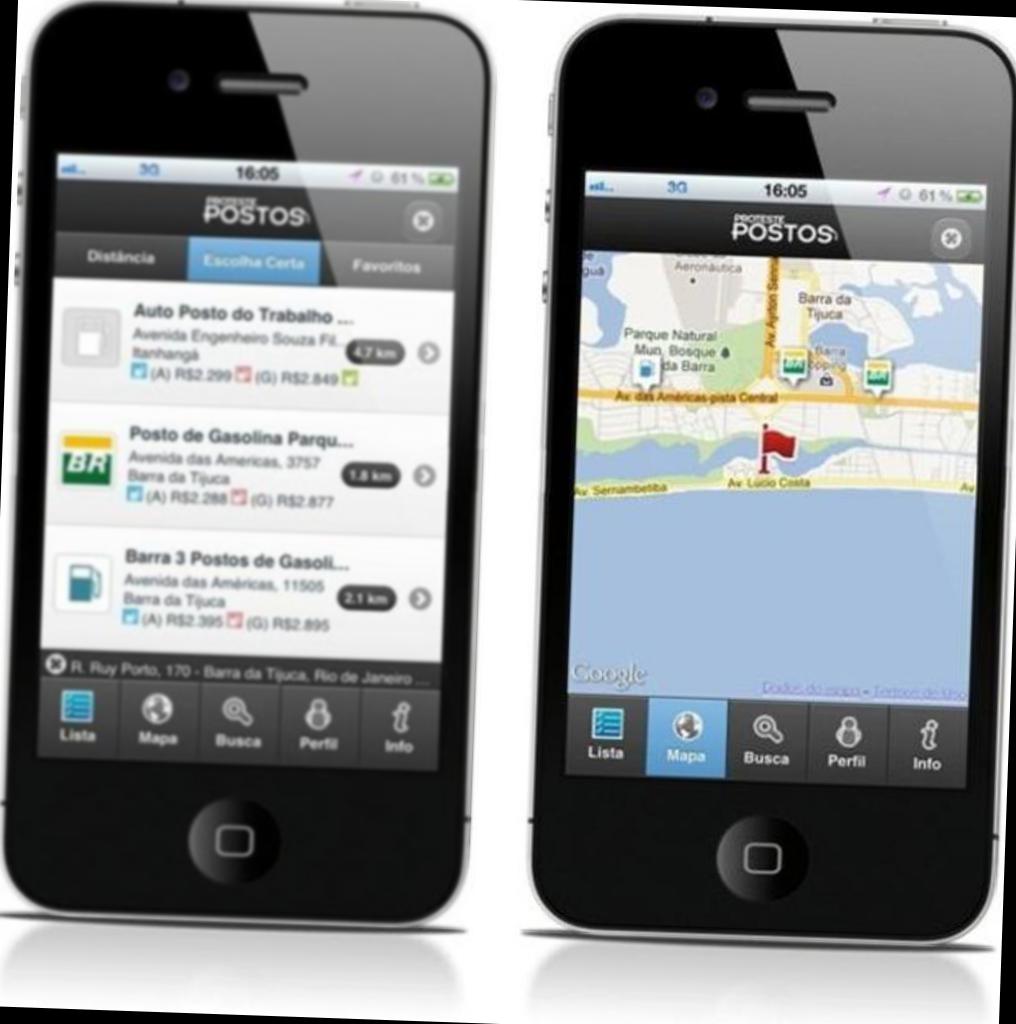 3G 16:05 61%
PROTESTE
POSTOS
Distância Escolha Certa Favoritos
Auto Posto do Trabalho ...
Avenida Engenheiro Souza Fil...
Itanhangá
4.7 km
(A) R$2.299 (G) R$2.849
Posto de Gasolina Parqu...
Avenida das Americas, 3757
Barra da Tijuca
1.8 km
(A) R$2.288 (G) R$2.877
BR
Barra 3 Postos de Gasoli...
Avenida das Américas, 11505
Barra da Tijuca
2.1 km
(A) R$2.395 (G) R$2.895
R. Ruy Porto, 170 - Barra da Tijuca, Rio de Janeiro ...
Lista Mapa Busca Perfil Info
3G 16:05 61%
PROTESTE
POSTOS
Aeronáutica
Av. Ayrton Senn
Barra da
Tijuca
Parque Natural
Mun. Bosque
da Barra
Barra
BR
BR
Av. das Américas-pista Central
Av. Sernambetiba
Av. Lúcio Costa
Av
Google
Dados do mapa - Termos de Uso
Lista Mapa Busca Perfil Info